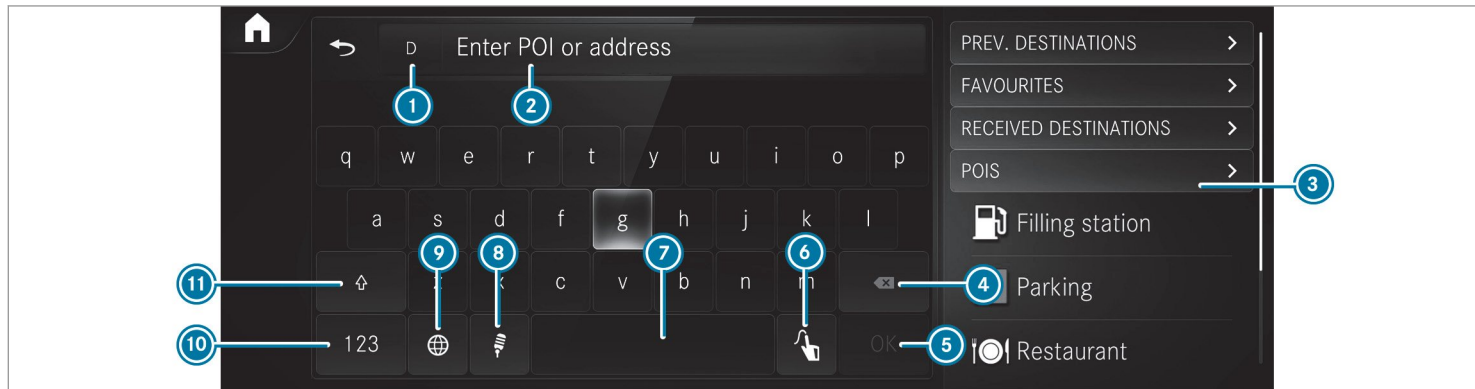 D Enter POI or address
1 2
q w e r t y u i o p
a s d f g h j k l
9 8 7 6
11 z x c v b n m 4
10 123 OK 5
PREV. DESTINATIONS
FAVOURITES
RECEIVED DESTINATIONS
POIS
3
Filling station
Parking
Restaurant